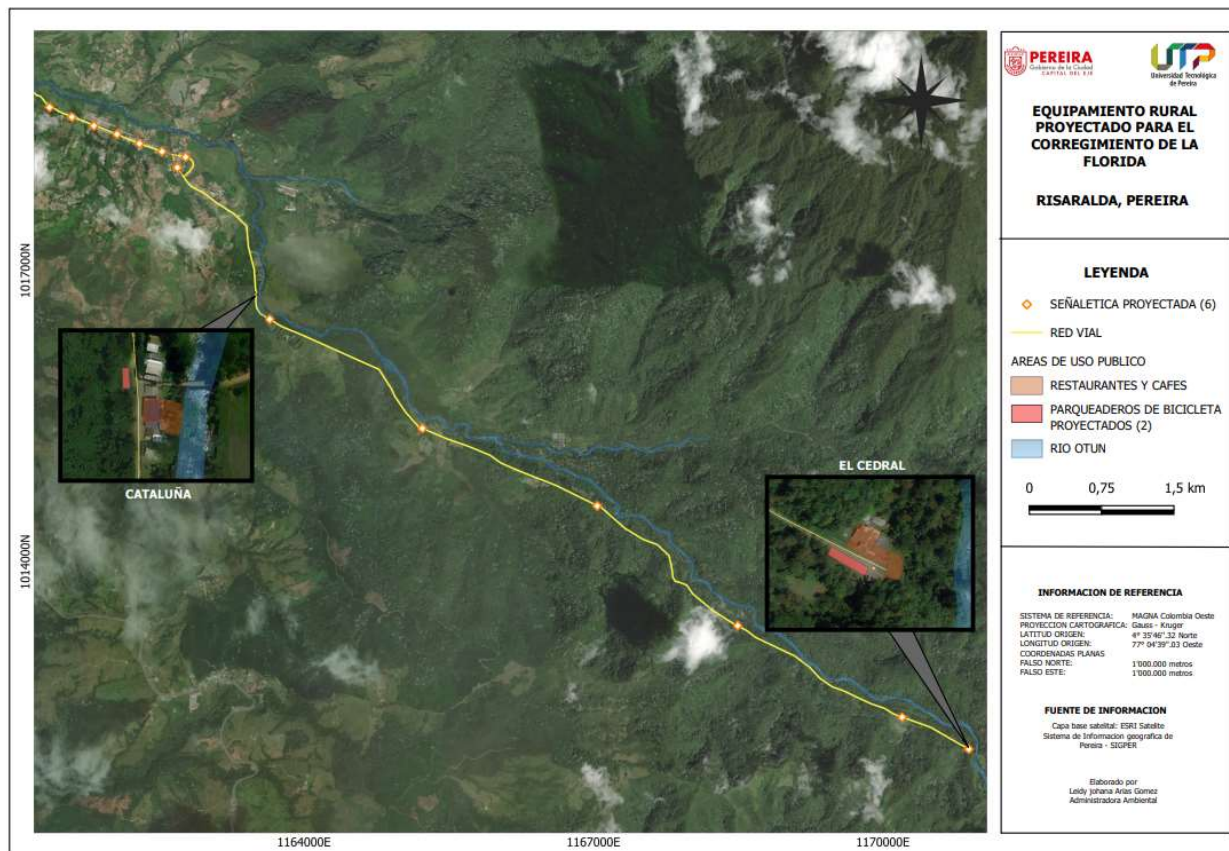 1017000N
1014000N
1164000E
1167000E
1170000E
CATALUÑA
EL CEDRAL
PEREIRA
Gobierno de la Ciudad
CAPITAL DEL EJE
UTP
Universidad Tecnológica
de Pereira
EQUIPAMIENTO RURAL
PROYECTADO PARA EL
CORREGIMIENTO DE LA
FLORIDA
RISARALDA, PEREIRA
LEYENDA
SEÑALETICA PROYECTADA (6)
RED VIAL
AREAS DE USO PUBLICO
RESTAURANTES Y CAFES
PARQUEADEROS DE BICICLETA
PROYECTADOS (2)
RIO OTUN
0 0,75 1,5 km
INFORMACION DE REFERENCIA
SISTEMA DE REFERENCIA: MAGNA Colombia Oeste
PROYECCION CARTOGRAFICA: Gauss - Kruger
LATITUD ORIGEN: 4° 35'46''.32 Norte
LONGITUD ORIGEN: 77° 04'39''.03 Oeste
COORDENADAS PLANAS
FALSO NORTE: 1'000.000 metros
FALSO ESTE: 1'000.000 metros
FUENTE DE INFORMACION
Capa base satelital: ESRI Satelite
Sistema de Informacion geografica de
Pereira - SIGPER
Elaborado por
Leidy johana Arias Gomez
Administradora Ambiental